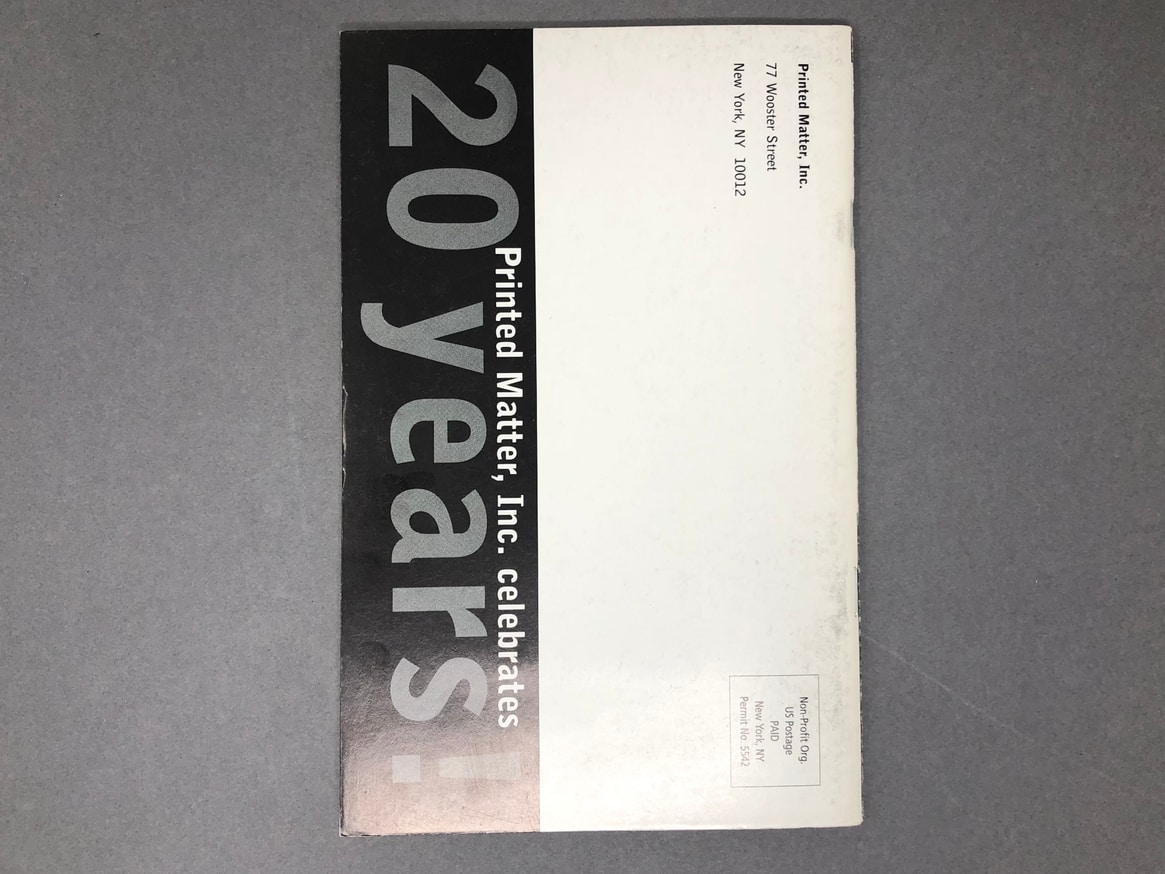 Printed Matter, Inc.
77 Wooster Street
New York, NY 10012
Non-Profit Org.
US Postage
PAID
New York, NY
Permit No. 5542
Printed Matter, Inc. celebrates
20 years!